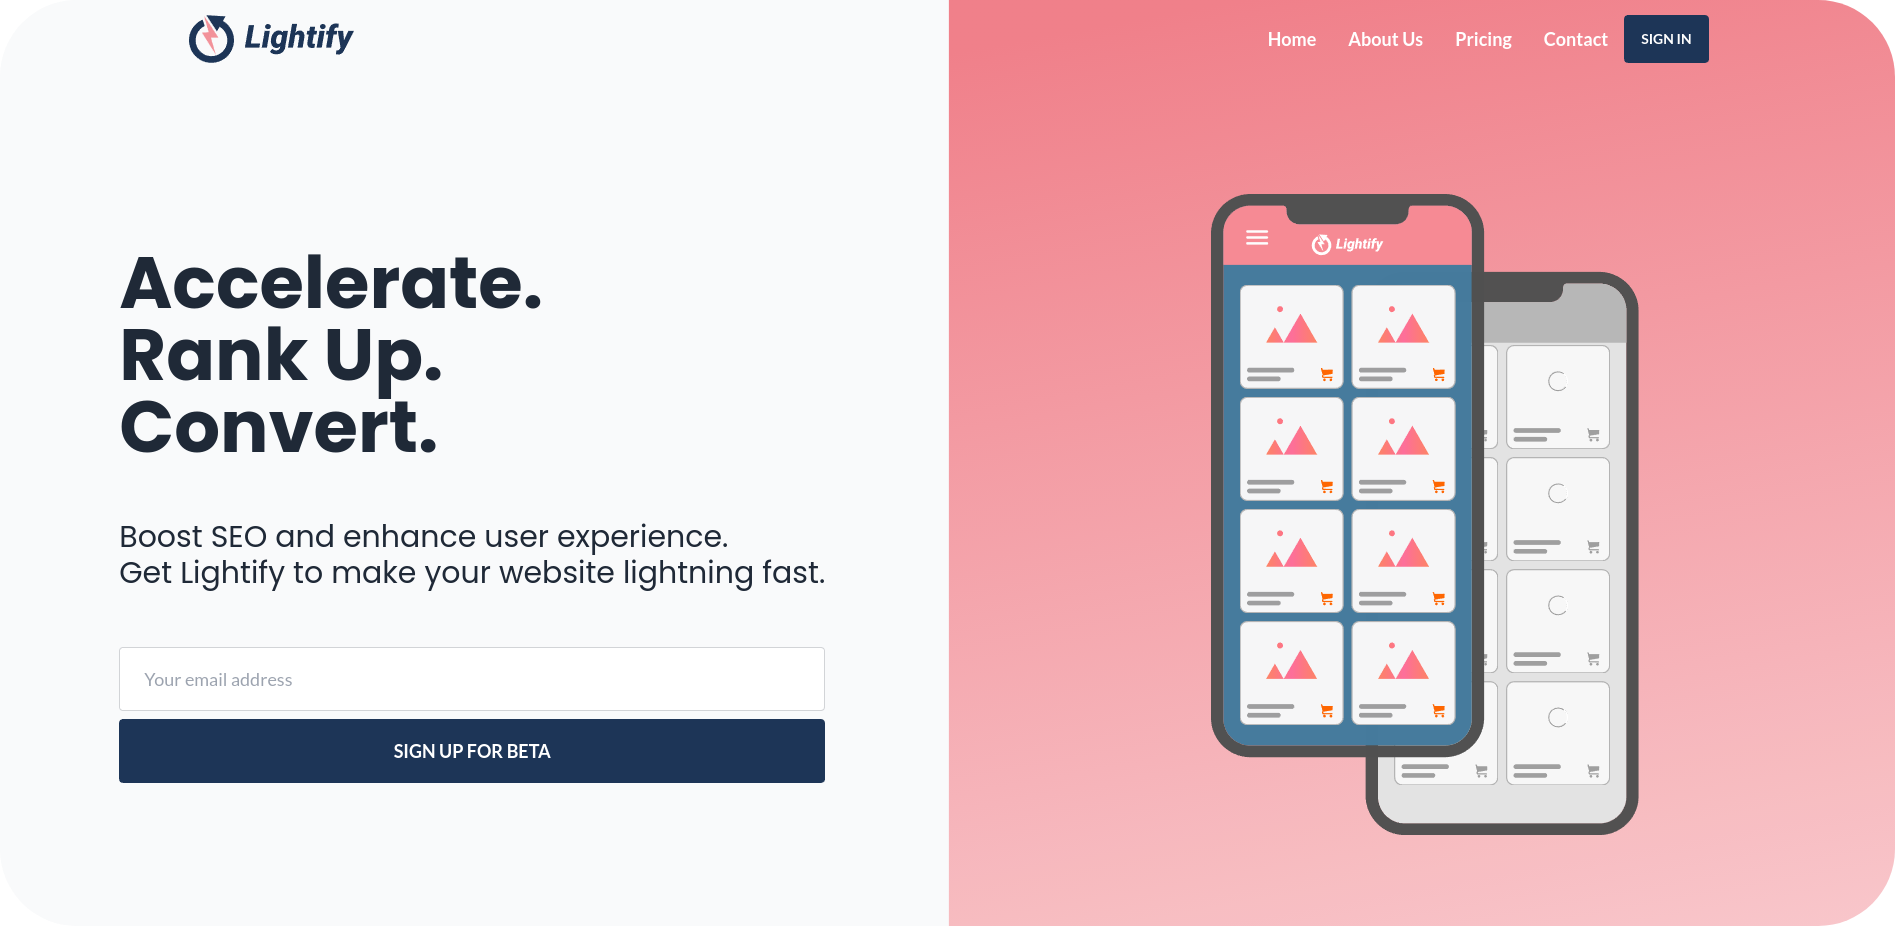 Lightify
Home
About Us
Pricing
Contact
SIGN IN
Accelerate.
Rank Up.
Convert.
Boost SEO and enhance user experience.
Get Lightify to make your website lightning fast.
Your email address
SIGN UP FOR BETA
Lightify